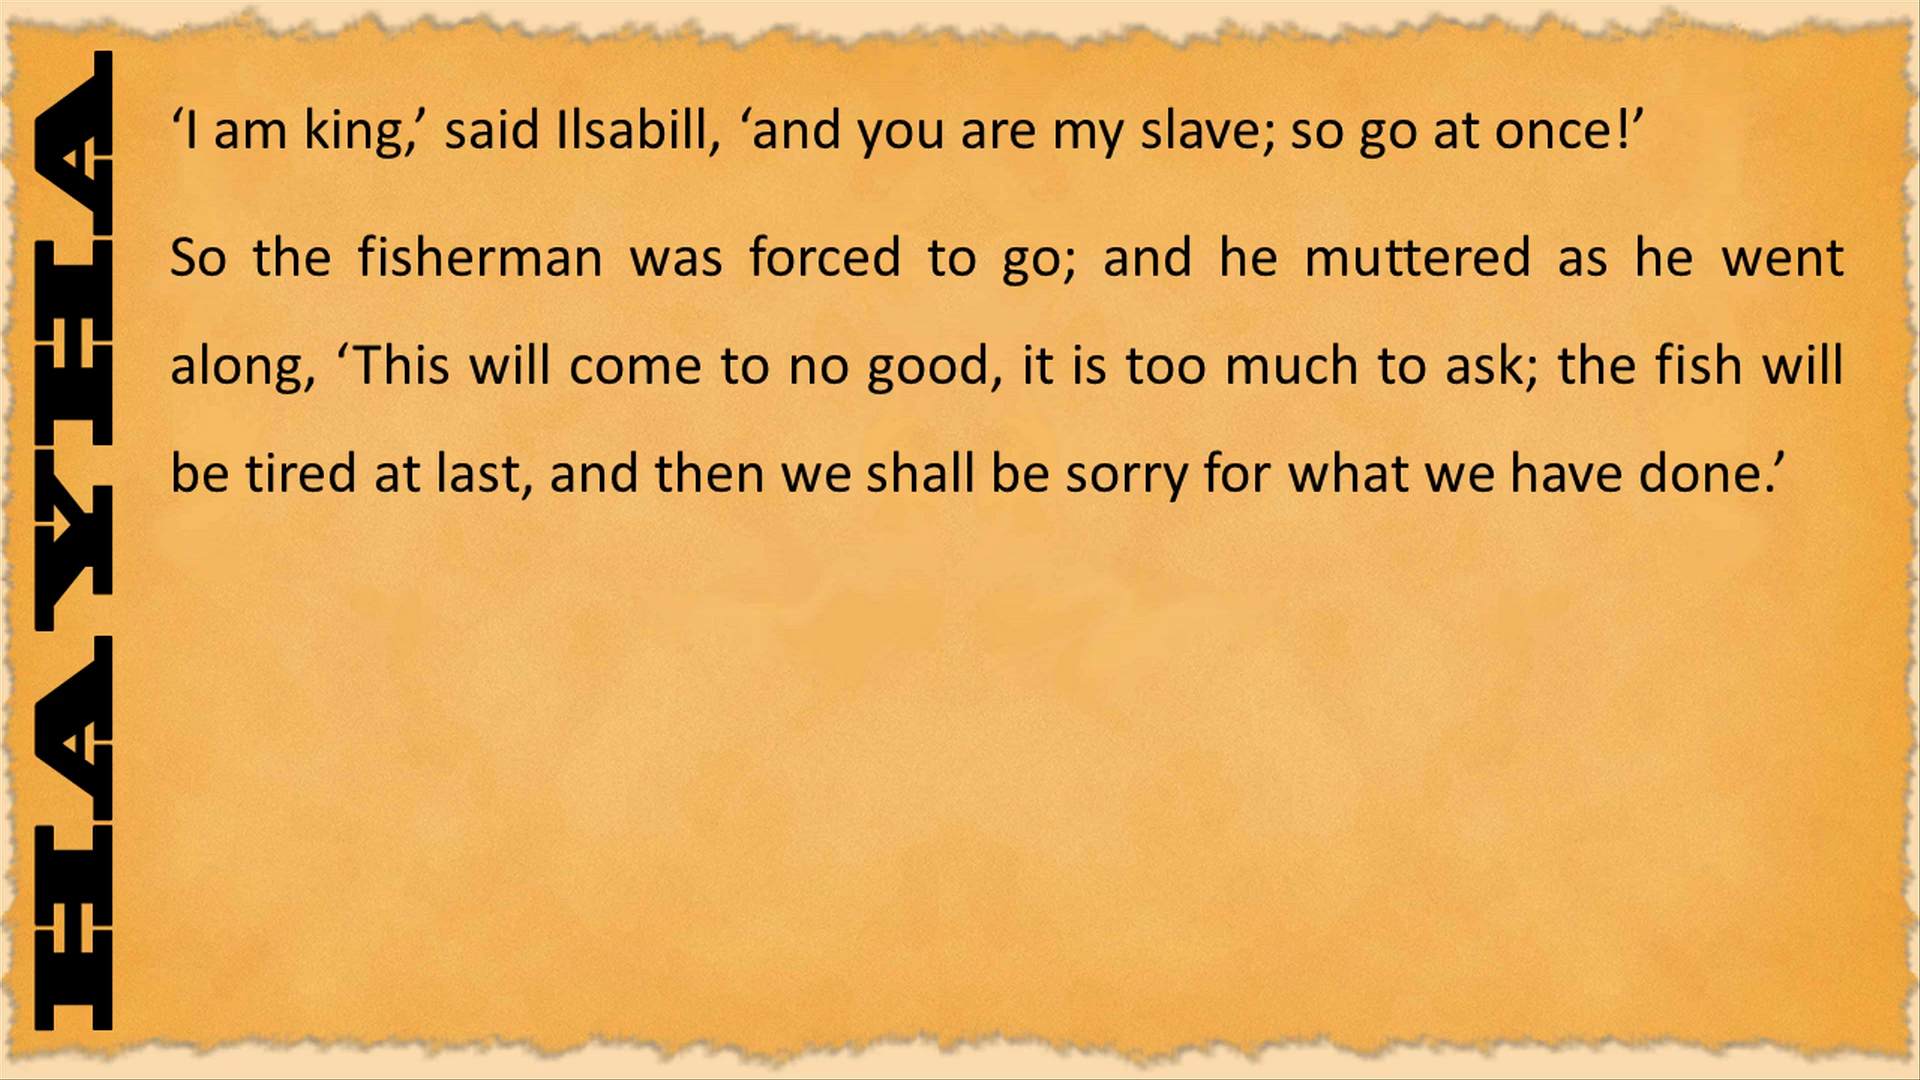 HAYHA
‘I am king,’ said Ilsabill, ‘and you are my slave; so go at once!’
So the fisherman was forced to go; and he muttered as he went
along, ‘This will come to no good, it is too much to ask; the fish will
be tired at last, and then we shall be sorry for what we have done.’